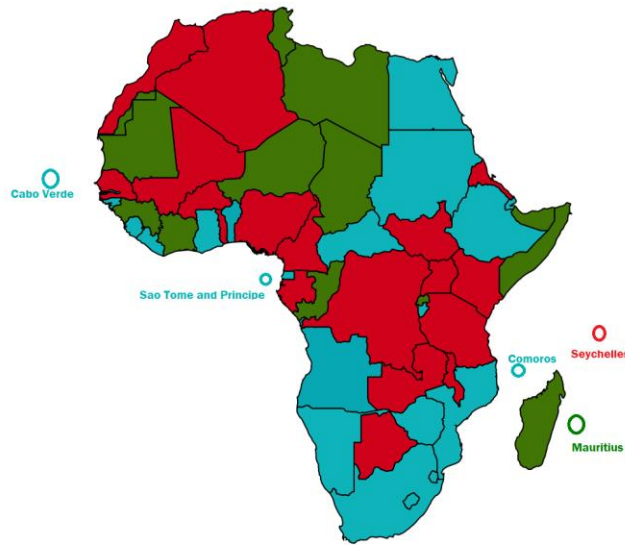 Cabo Verde
Sao Tome and Principe
Comoros
Seychelles
Mauritius